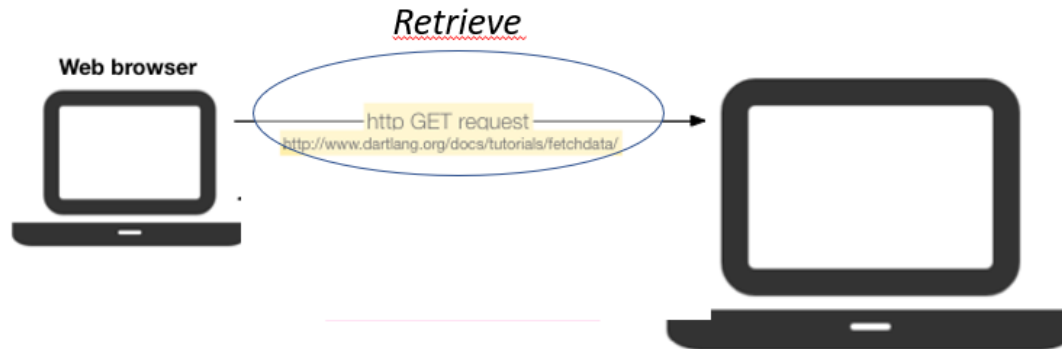 Retrieve
Web browser
http GET request
http://www.dartlang.org/docs/tutorials/fetchdata/